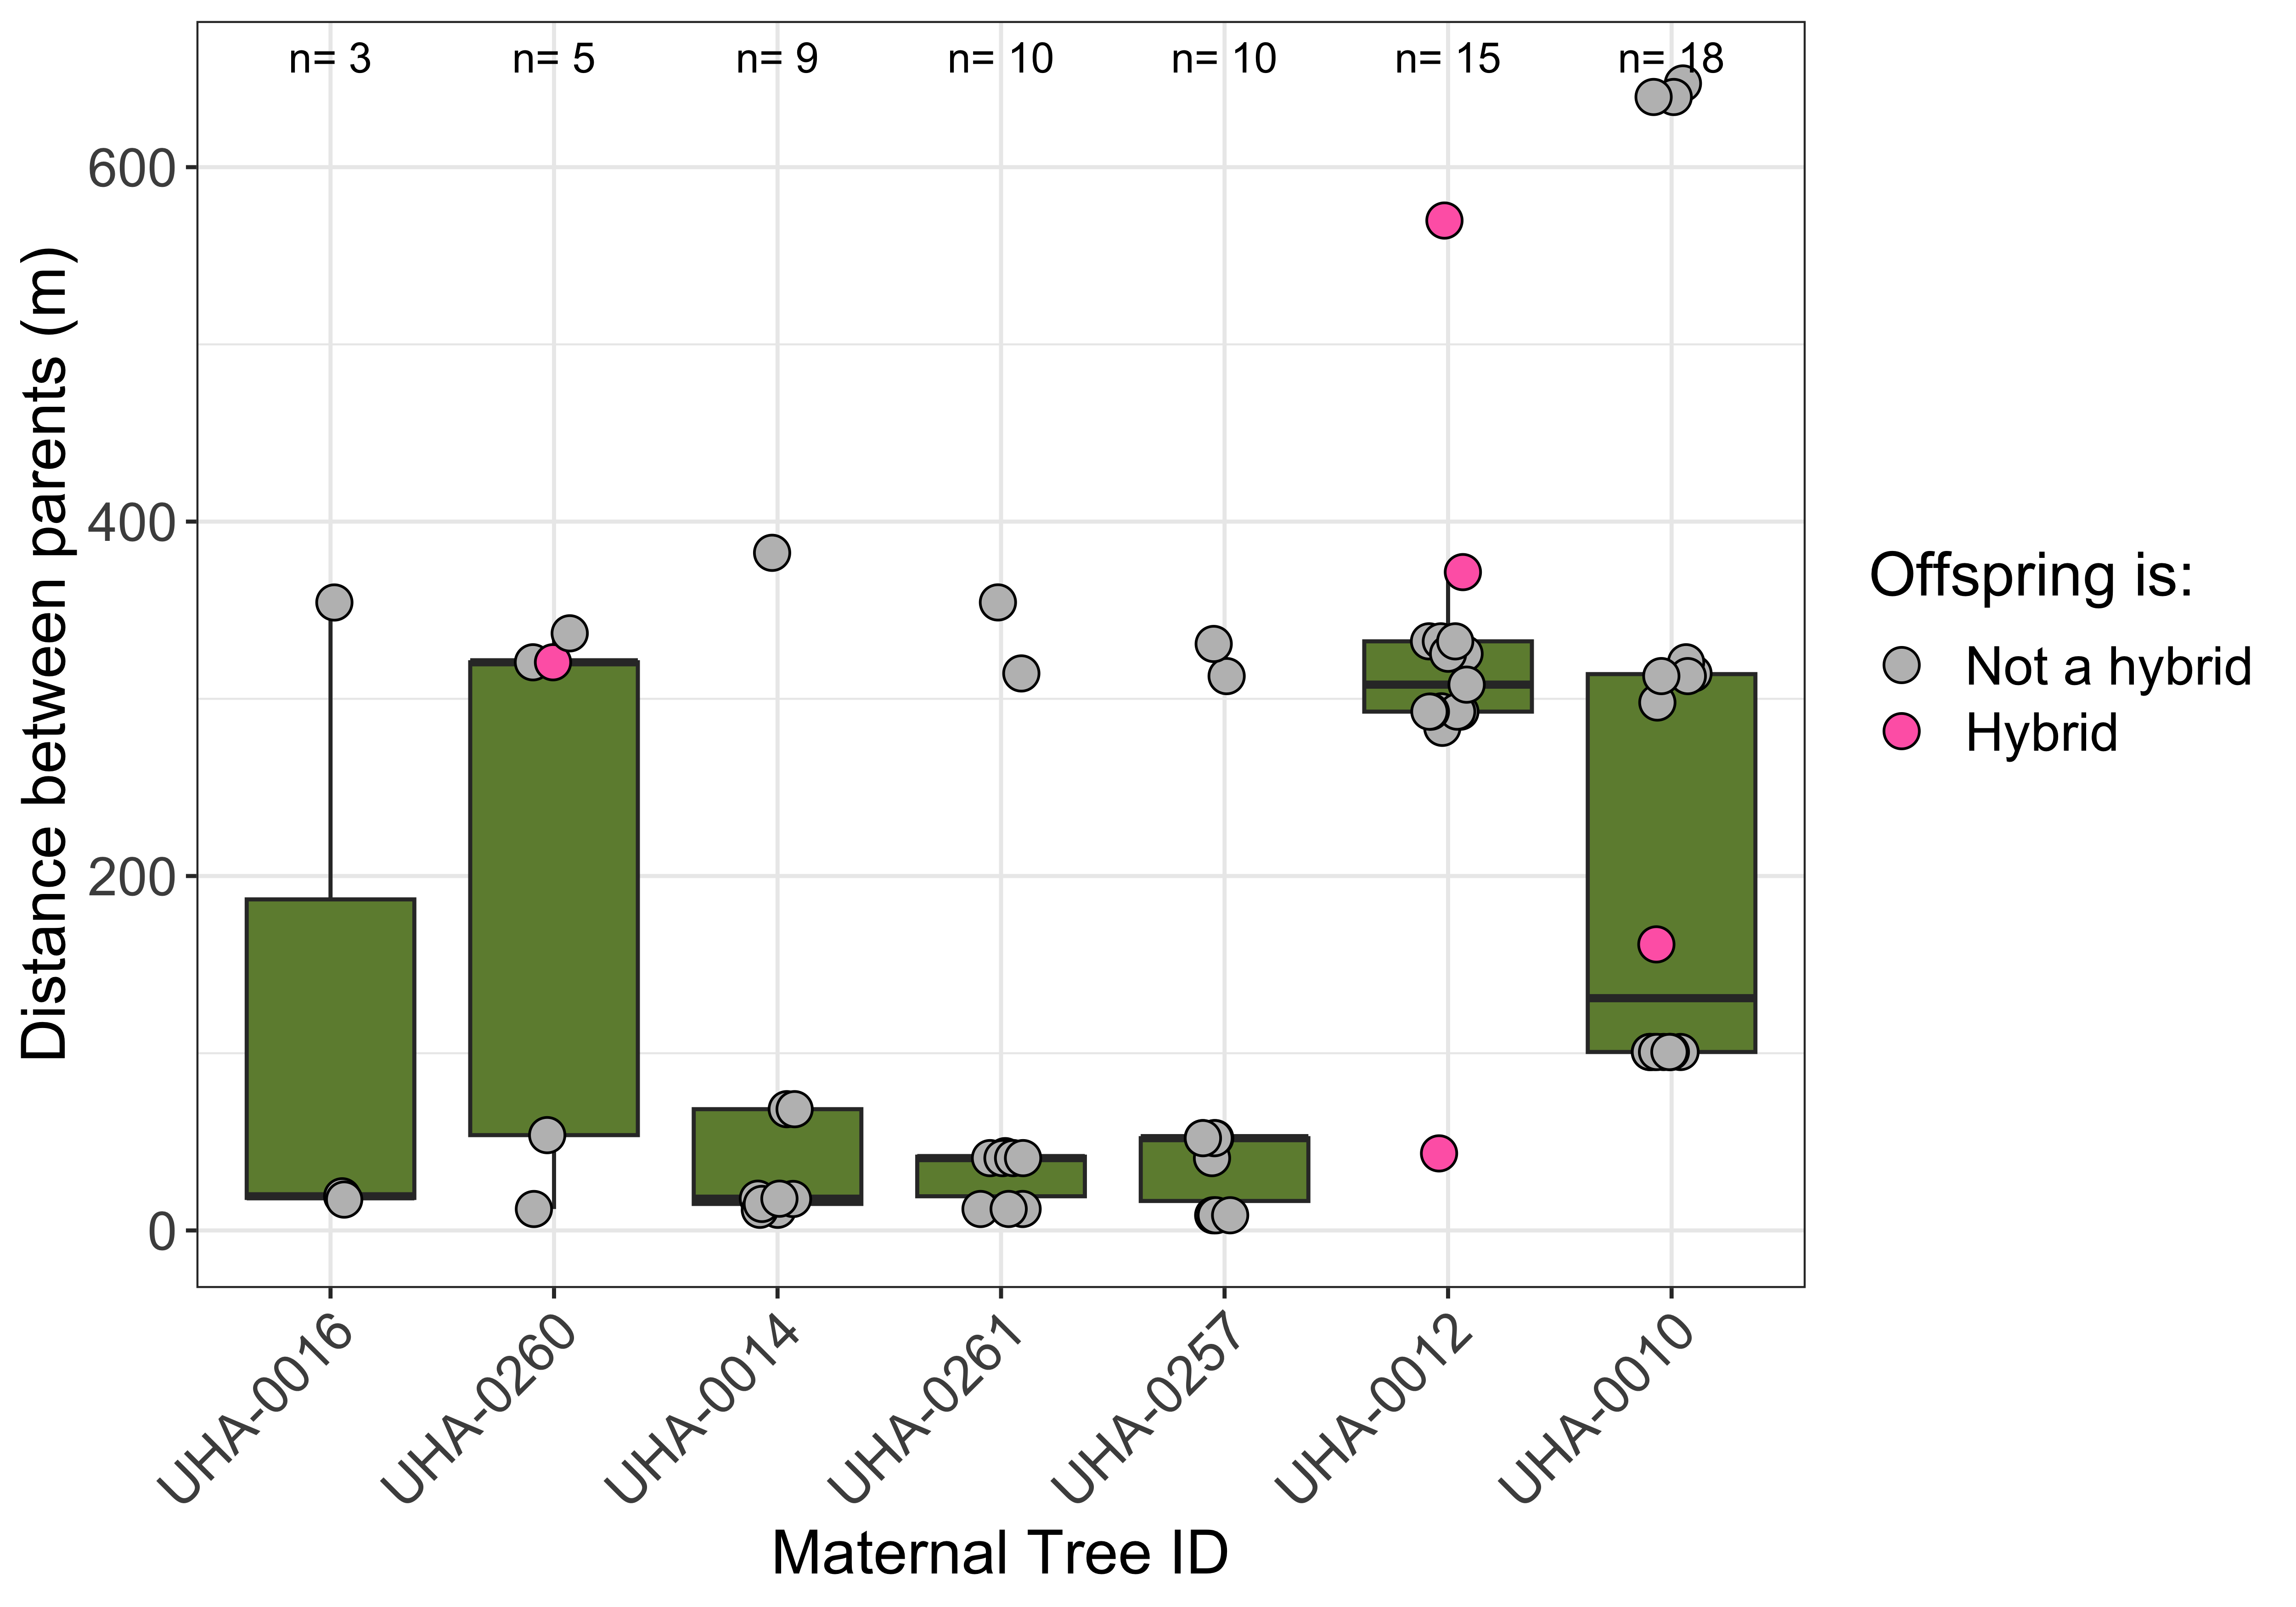 n= 3 n= 5 n= 9 n= 10 n= 10 n= 15 n= 18
600
400
200
0
Distance between parents (m)
UHA-0016 UHA-0260 UHA-0014 UHA-0261 UHA-0257 UHA-0012 UHA-0010
Maternal Tree ID
Offspring is:
Not a hybrid
Hybrid